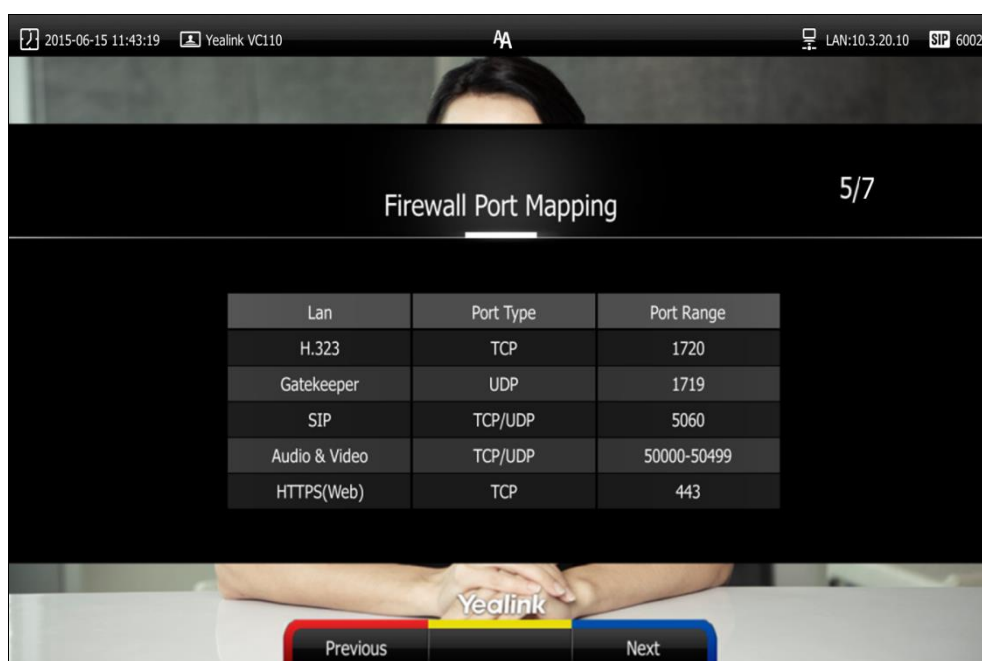 2015-06-15 11:43:19 Yealink VC110 AA LAN:10.3.20.10 SIP 6002
Firewall Port Mapping
5/7
Lan Port Type Port Range
H.323 TCP 1720
Gatekeeper UDP 1719
SIP TCP/UDP 5060
Audio & Video TCP/UDP 50000-50499
HTTPS(Web) TCP 443
Yealink
Previous Next